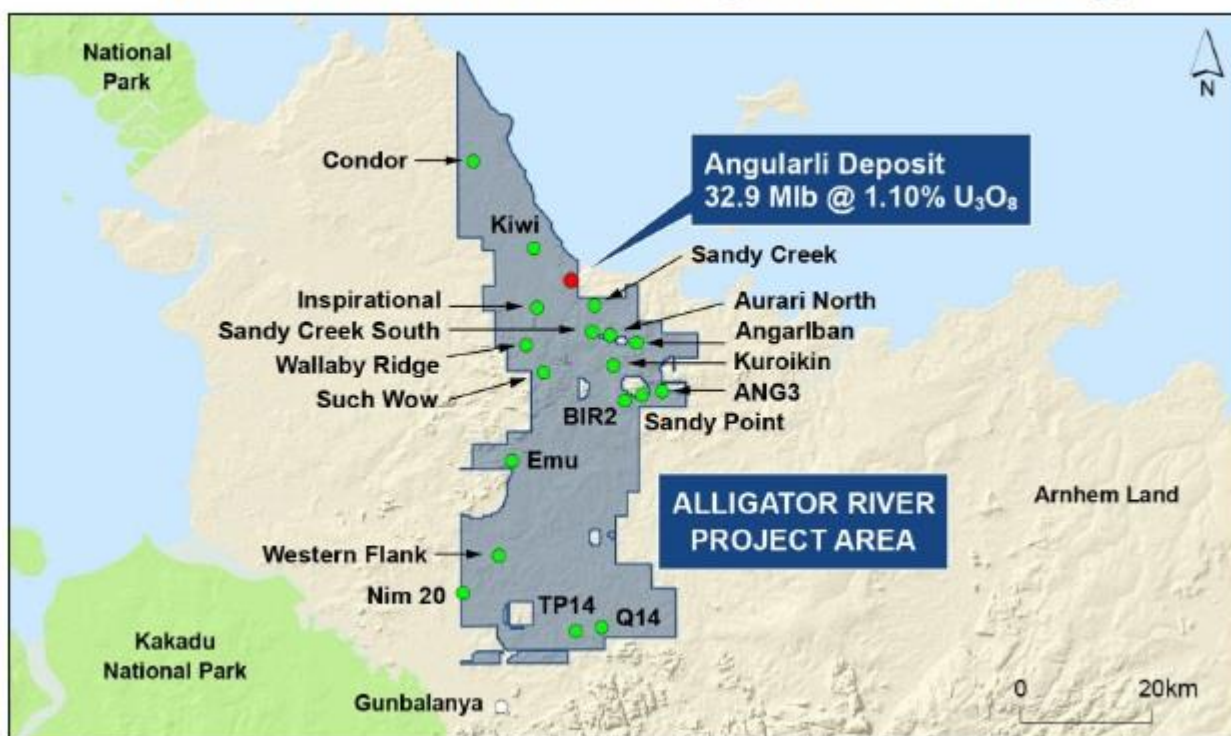 National
Park
N
Condor
Angularli Deposit
32.9 Mlb @ 1.10% U₃O₈
Kiwi
Sandy Creek
Inspirational
Aurari North
Sandy Creek South
Angarlban
Wallaby Ridge
Kuroikin
Such Wow
ANG3
BIR2
Sandy Point
Emu
ALLIGATOR RIVER
PROJECT AREA
Arnhem Land
Western Flank
Nim 20
TP14
Q14
Kakadu
National Park
Gunbalanya
0
20km